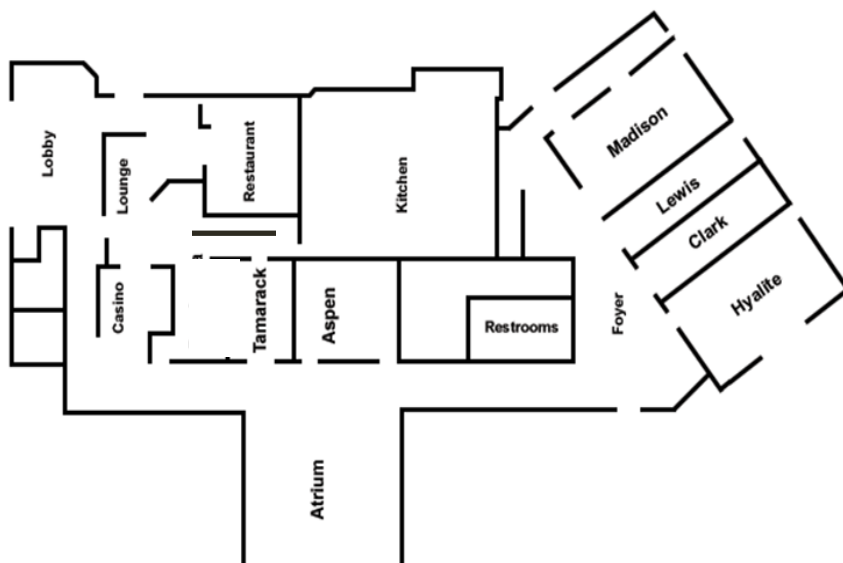 Lobby
Lounge
Restaurant
Kitchen
Madison
Lewis
Clark
Hyalite
Casino
Tamarack
Aspen
Restrooms
Foyer
Atrium